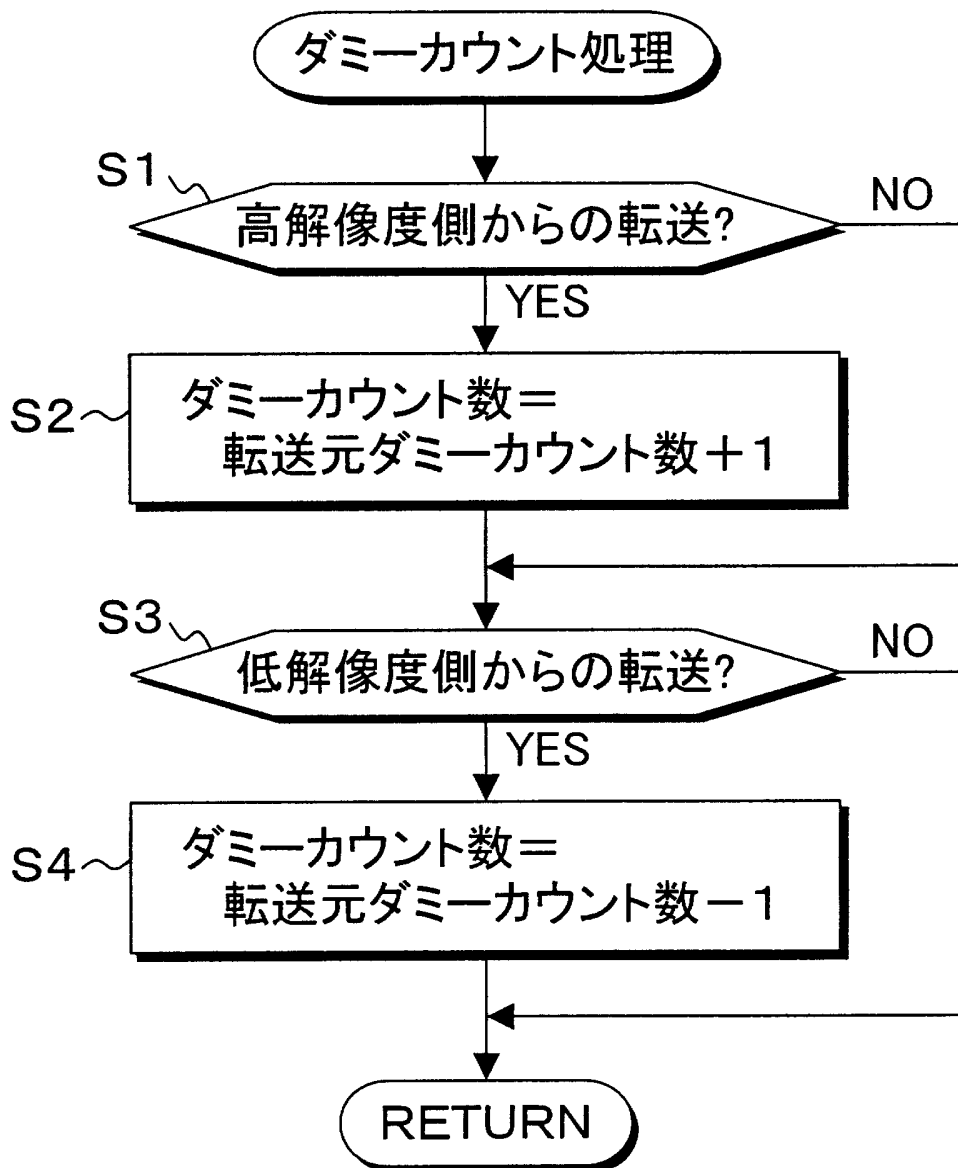 ダミーカウント処理
S1
高解像度側からの転送?
NO
YES
S2
ダミーカウント数＝
転送元ダミーカウント数＋1
S3
低解像度側からの転送?
NO
YES
S4
ダミーカウント数＝
転送元ダミーカウント数－1
RETURN